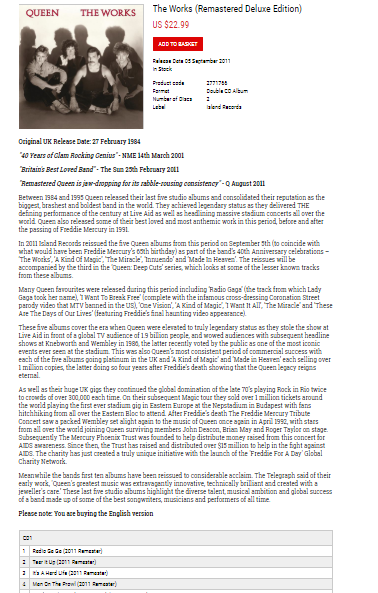 QUEEN THE WORKS
The Works (Remastered Deluxe Edition)
US $22.99
ADD TO BASKET
Release Date 05 September 2011
In Stock
Product code 2771756
Format Double CD Album
Number of Discs 2
Label Island Records
Original UK Release Date: 27 February 1984
"40 Years of Glam Rocking Genius" - NME 14th March 2001
"Britain's Best Loved Band" - The Sun 25th February 2011
"Remastered Queen is jaw-dropping for its rabble-rousing consistency" - Q August 2011
Between 1984 and 1995 Queen released their last five studio albums and consolidated their reputation as the
biggest, brashest and boldest band in the world. They achieved legendary status as they delivered THE
defining performance of the century at Live Aid as well as headlining massive stadium concerts all over the
world. Queen also released some of their best loved and most anthemic work in this period, before and after
the passing of Freddie Mercury in 1991.
In 2011 Island Records reissued the five Queen albums from this period on September 5th (to coincide with
what would have been Freddie Mercury's 65th birthday) as part of the band's 40th Anniversary celebrations –
'The Works', 'A Kind Of Magic', 'The Miracle', 'Innuendo' and 'Made In Heaven'. The reissues will be
accompanied by the third in the 'Queen: Deep Cuts' series, which looks at some of the lesser known tracks
from these albums.
Many Queen favourites were released during this period including 'Radio Gaga' (the track from which Lady
Gaga took her name), 'I Want To Break Free' (complete with the infamous cross-dressing Coronation Street
parody video that MTV banned in the US), 'One Vision', 'A Kind of Magic', 'I Want It All', 'The Miracle' and 'These
Are The Days of Our Lives' (featuring Freddie's final haunting video appearance).
These five albums cover the era when Queen were elevated to truly legendary status as they stole the show at
Live Aid in front of a global TV audience of 1.9 billion people, and wowed audiences with subsequent headline
shows at Knebworth and Wembley in 1986, the latter recently voted by the public as one of the most iconic
events ever seen at the stadium. This was also Queen's most consistent period of commercial success with
each of the five albums going platinum in the UK and 'A Kind of Magic' and 'Made in Heaven' each selling over
1 million copies, the latter doing so four years after Freddie's death showing that the Queen legacy reigns
eternal.
As well as their huge UK gigs they continued the global domination of the late 70's playing Rock in Rio twice
to crowds of over 300,000 each time. On their subsequent Magic tour they sold over 1 million tickets around
the world playing the first ever stadium gig in Eastern Europe at the Nepstadium in Budapest with fans
hitchhiking from all over the Eastern Bloc to attend. After Freddie's death The Freddie Mercury Tribute
Concert saw a packed Wembley set alight again to the music of Queen once again in April 1992, with stars
from all over the world joining Queen surviving members John Deacon, Brian May and Roger Taylor on stage.
Subsequently The Mercury Phoenix Trust was founded to help distribute money raised from this concert for
AIDS awareness. Since then, the Trust has raised and distributed over $15 million to help in the fight against
AIDS. The charity has just created a truly unique initiative with the launch of the 'Freddie For A Day' Global
Charity Network.
Meanwhile the bands first ten albums have been reissued to considerable acclaim. The Telegraph said of their
early work, 'Queen's greatest music was extravagantly innovative, technically brilliant and created with a
jeweller's care.' These last five studio albums highlight the diverse talent, musical ambition and global success
of a band made up of some of the best songwriters, musicians and performers of all time.
Please note: You are buying the English version
CD1
1 Radio Ga Ga (2011 Remaster)
2 Tear It Up (2011 Remaster)
3 It's A Hard Life (2011 Remaster)
4 Man On The Prowl (2011 Remaster)